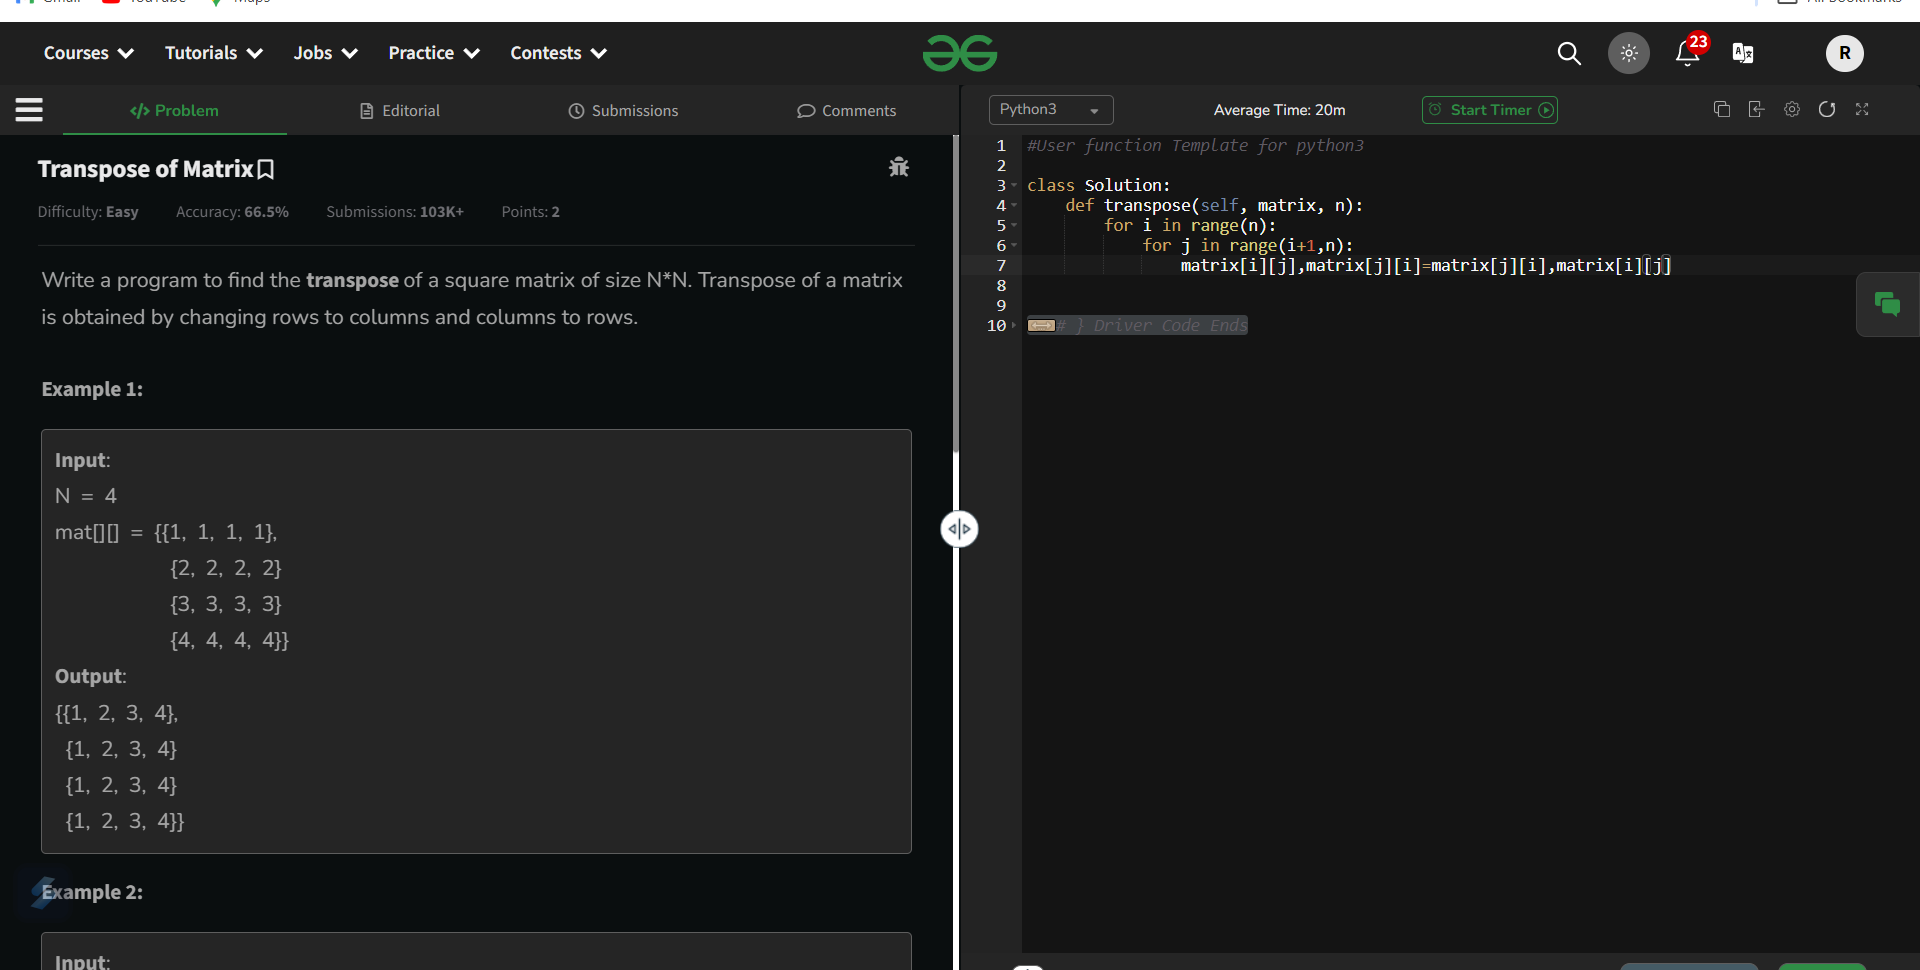 Gmail YouTube Maps All Bookmarks
Courses Tutorials Jobs Practice Contests 23 R
</> Problem Editorial Submissions Comments
Transpose of Matrix
Difficulty: Easy Accuracy: 66.5% Submissions: 103K+ Points: 2
Write a program to find the transpose of a square matrix of size N*N. Transpose of a matrix
is obtained by changing rows to columns and columns to rows.
Example 1:
Input:
N = 4
mat[][] = {{1, 1, 1, 1},
{2, 2, 2, 2}
{3, 3, 3, 3}
{4, 4, 4, 4}}
Output:
{{1, 2, 3, 4},
{1, 2, 3, 4}
{1, 2, 3, 4}
{1, 2, 3, 4}}
Example 2:
Input:
Python3 Average Time: 20m Start Timer
1 #User function Template for python3
2
3 class Solution:
4 def transpose(self, matrix, n):
5 for i in range(n):
6 for j in range(i+1,n):
7 matrix[i][j],matrix[j][i]=matrix[j][i],matrix[i][j]
8
9
10 # } Driver Code Ends